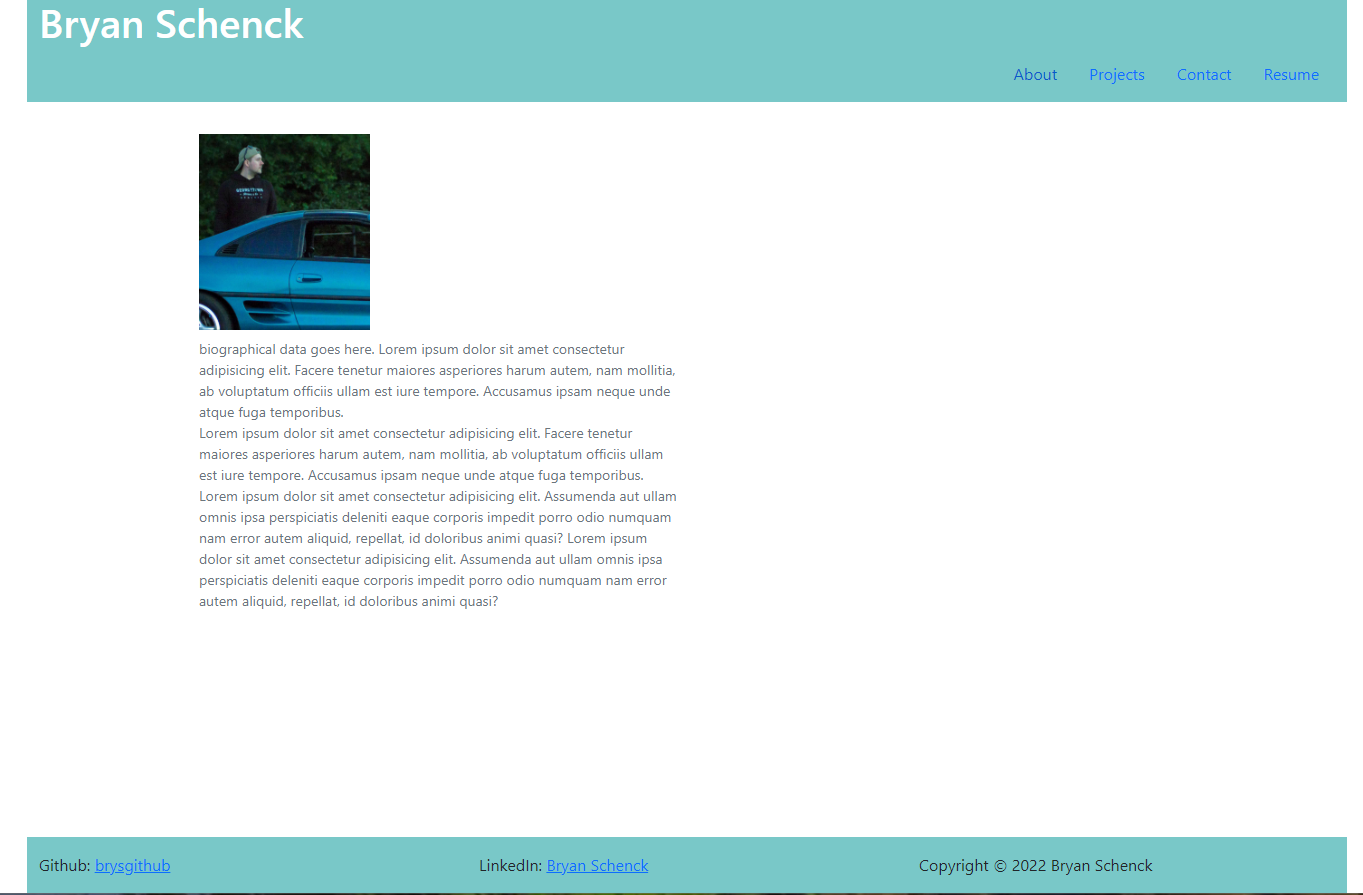 Bryan Schenck
About Projects Contact Resume
biographical data goes here. Lorem ipsum dolor sit amet consectetur
adipisicing elit. Facere tenetur maiores asperiores harum autem, nam mollitia,
ab voluptatum officiis ullam est iure tempore. Accusamus ipsam neque unde
atque fuga temporibus.
Lorem ipsum dolor sit amet consectetur adipisicing elit. Facere tenetur
maiores asperiores harum autem, nam mollitia, ab voluptatum officiis ullam
est iure tempore. Accusamus ipsam neque unde atque fuga temporibus.
Lorem ipsum dolor sit amet consectetur adipisicing elit. Assumenda aut ullam
omnis ipsa perspiciatis deleniti eaque corporis impedit porro odio numquam
nam error autem aliquid, repellat, id doloribus animi quasi? Lorem ipsum
dolor sit amet consectetur adipisicing elit. Assumenda aut ullam omnis ipsa
perspiciatis deleniti eaque corporis impedit porro odio numquam nam error
autem aliquid, repellat, id doloribus animi quasi?
Github: brysgithub LinkedIn: Bryan Schenck Copyright © 2022 Bryan Schenck